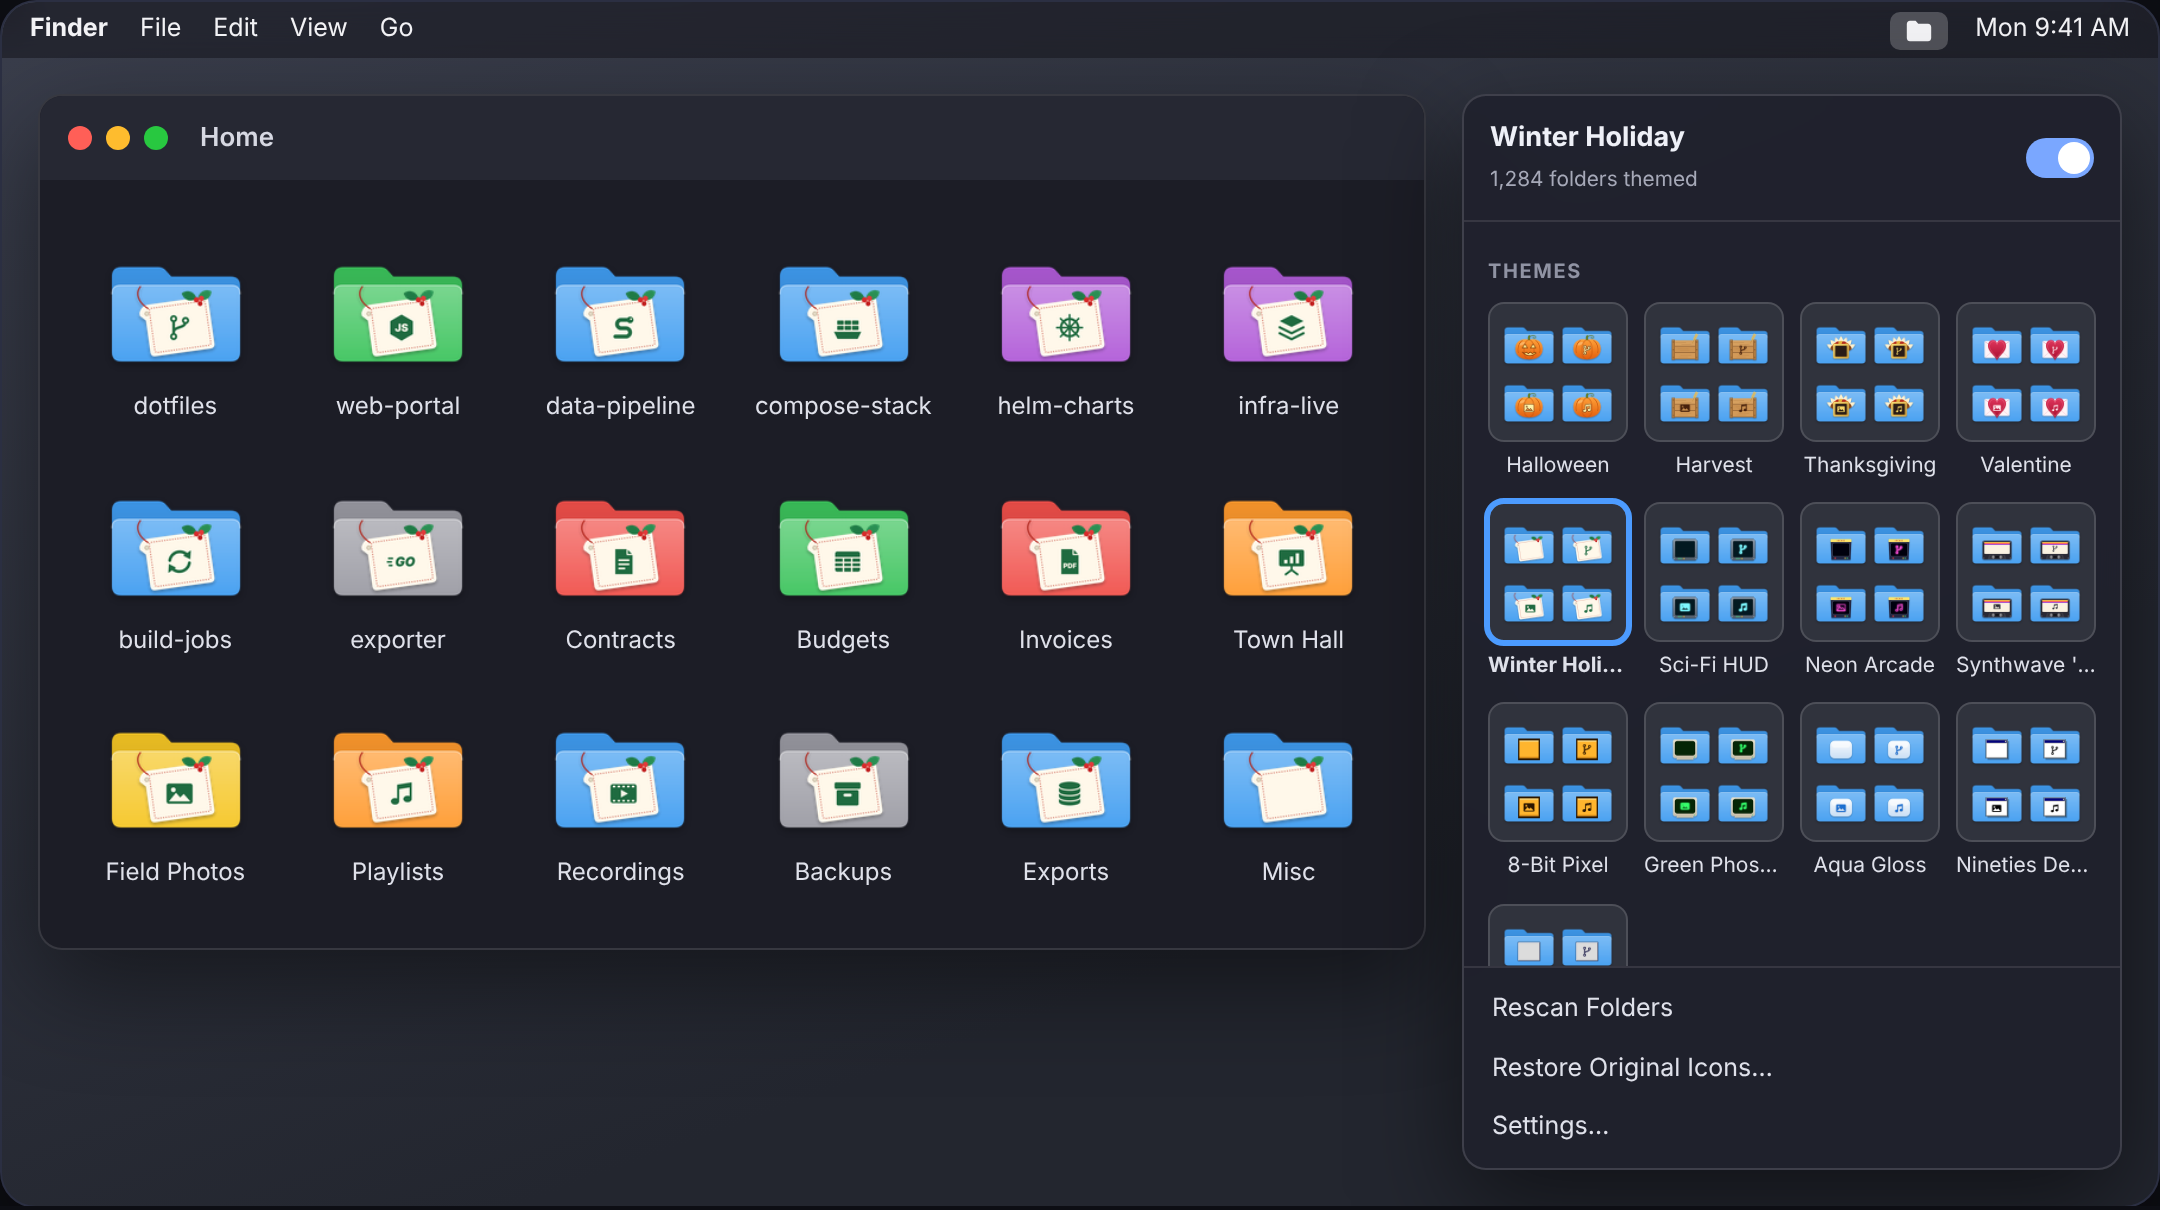 Finder File Edit View Go
Mon 9:41 AM
Home
dotfiles
web-portal
data-pipeline
compose-stack
helm-charts
infra-live
JS
build-jobs
exporter
Contracts
Budgets
Invoices
Town Hall
GO
PDF
Field Photos
Playlists
Recordings
Backups
Exports
Misc
Winter Holiday
1,284 folders themed
THEMES
Halloween
Harvest
Thanksgiving
Valentine
Winter Holi...
Sci-Fi HUD
Neon Arcade
Synthwave '...
8-Bit Pixel
Green Phos...
Aqua Gloss
Nineties De...
Rescan Folders
Restore Original Icons...
Settings...